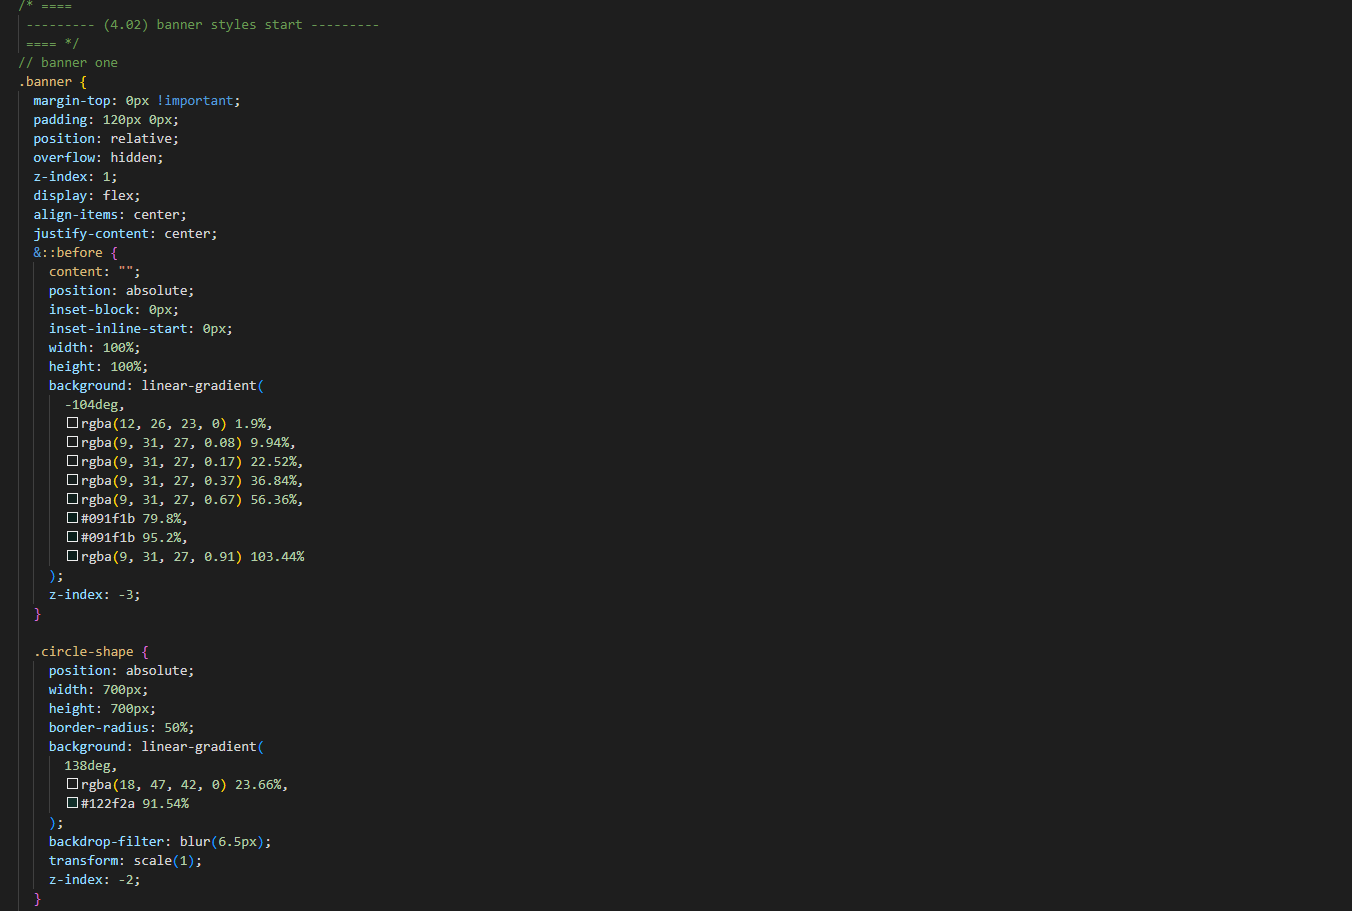 /* ====
--------- (4.02) banner styles start ---------
==== */
// banner one
.banner {
margin-top: 0px !important;
padding: 120px 0px;
position: relative;
overflow: hidden;
z-index: 1;
display: flex;
align-items: center;
justify-content: center;
&::before {
content: "";
position: absolute;
inset-block: 0px;
inset-inline-start: 0px;
width: 100%;
height: 100%;
background: linear-gradient(
-104deg,
rgba(12, 26, 23, 0) 1.9%,
rgba(9, 31, 27, 0.08) 9.94%,
rgba(9, 31, 27, 0.17) 22.52%,
rgba(9, 31, 27, 0.37) 36.84%,
rgba(9, 31, 27, 0.67) 56.36%,
#091f1b 79.8%,
#091f1b 95.2%,
rgba(9, 31, 27, 0.91) 103.44%
);
z-index: -3;
}
.circle-shape {
position: absolute;
width: 700px;
height: 700px;
border-radius: 50%;
background: linear-gradient(
138deg,
rgba(18, 47, 42, 0) 23.66%,
#122f2a 91.54%
);
backdrop-filter: blur(6.5px);
transform: scale(1);
z-index: -2;
}